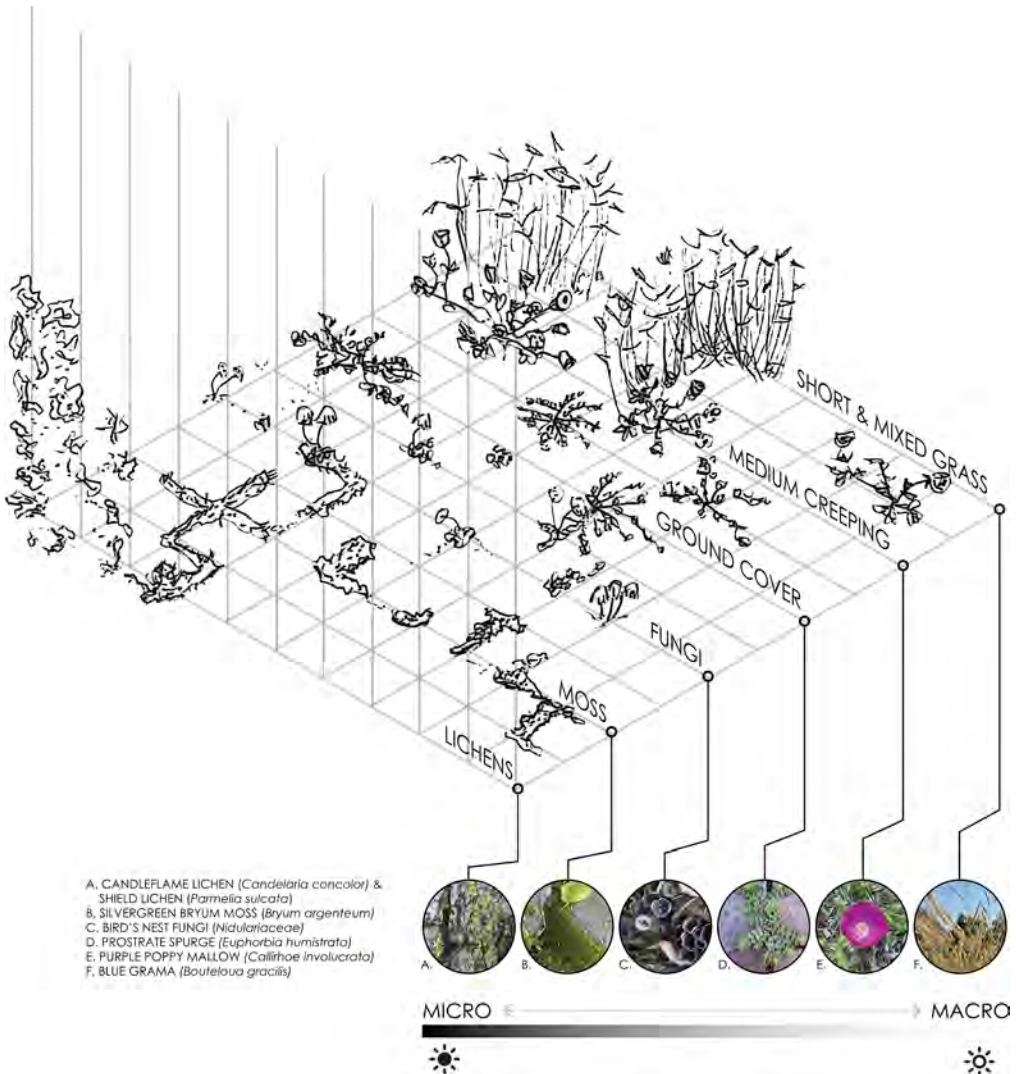 SHORT & MIXED GRASS
MEDIUM CREEPING
GROUND COVER
FUNGI
MOSS
LICHENS
A. CANDLEFLAME LICHEN (Candelaria concolor) &
SHIELD LICHEN (Parmelia sulcata)
B. SILVERGREEN BRYUM MOSS (Bryum argenteum)
C. BIRD'S NEST FUNGI (Nidulariaceae)
D. PROSTRATE SPURGE (Euphorbia humistrata)
E. PURPLE POPPY MALLOW (Callirhoe involucrata)
F. BLUE GRAMA (Bouteloua gracilis)
A.
B.
C.
D.
E.
F.
MICRO
MACRO